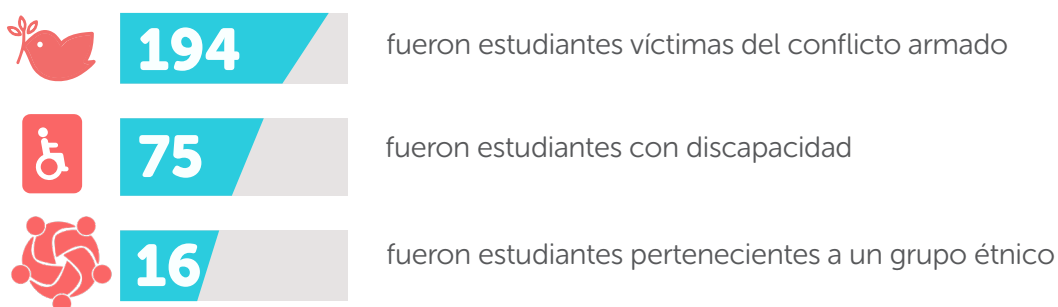 194 fueron estudiantes víctimas del conflicto armado
75 fueron estudiantes con discapacidad
16 fueron estudiantes pertenecientes a un grupo étnico